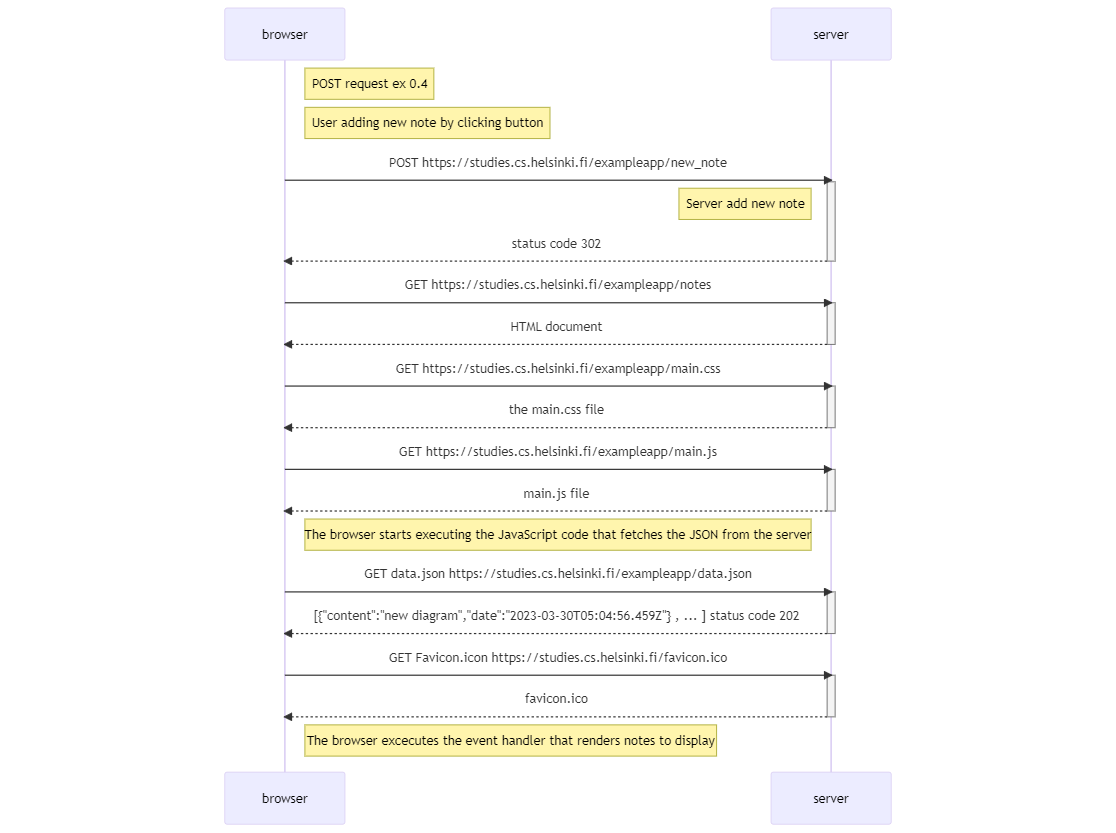 browser
server
POST request ex 0.4
User adding new note by clicking button
POST https://studies.cs.helsinki.fi/exampleapp/new_note
Server add new note
status code 302
GET https://studies.cs.helsinki.fi/exampleapp/notes
HTML document
GET https://studies.cs.helsinki.fi/exampleapp/main.css
the main.css file
GET https://studies.cs.helsinki.fi/exampleapp/main.js
main.js file
The browser starts executing the JavaScript code that fetches the JSON from the server
GET data.json https://studies.cs.helsinki.fi/exampleapp/data.json
[{"content":"new diagram","date":"2023-03-30T05:04:56.459Z"} , ... ] status code 202
GET Favicon.icon https://studies.cs.helsinki.fi/favicon.ico
favicon.ico
The browser excecutes the event handler that renders notes to display
browser
server